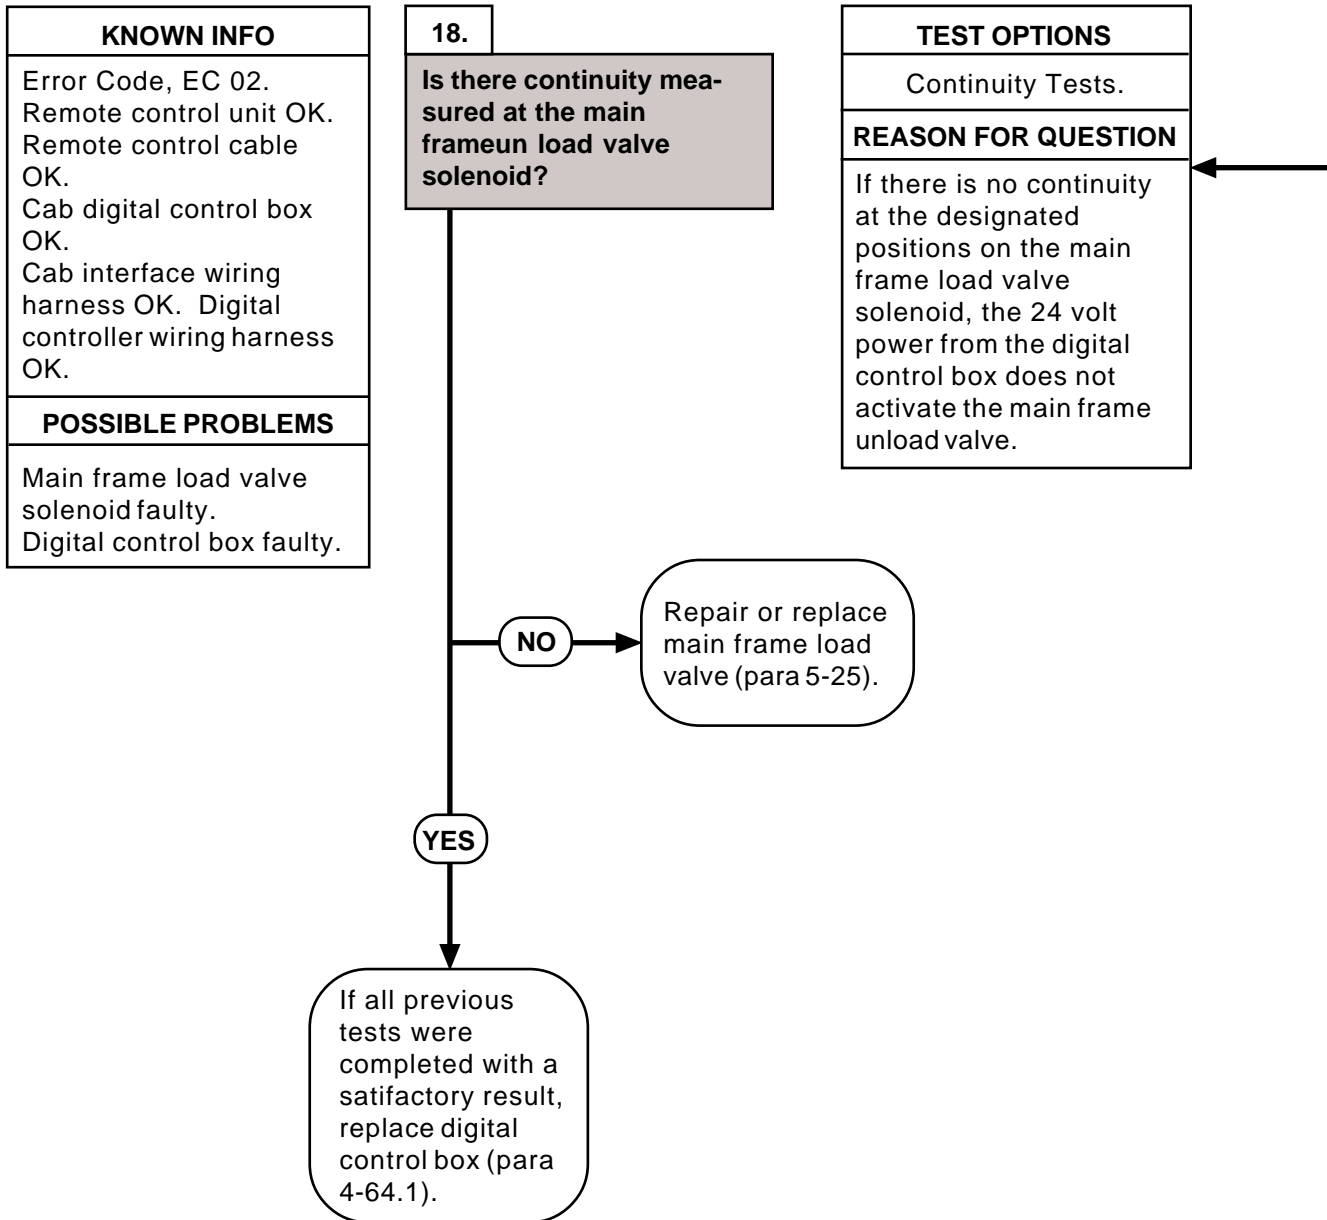 KNOWN INFO
Error Code, EC 02.
Remote control unit OK.
Remote control cable
OK.
Cab digital control box
OK.
Cab interface wiring
harness OK. Digital
controller wiring harness
OK.
POSSIBLE PROBLEMS
Main frame load valve
solenoid faulty.
Digital control box faulty.
18.
Is there continuity mea-
sured at the main
frameun load valve
solenoid?
TEST OPTIONS
Continuity Tests.
REASON FOR QUESTION
If there is no continuity
at the designated
positions on the main
frame load valve
solenoid, the 24 volt
power from the digital
control box does not
activate the main frame
unload valve.
NO
Repair or replace
main frame load
valve (para 5-25).
YES
If all previous
tests were
completed with a
satifactory result,
replace digital
control box (para
4-64.1).